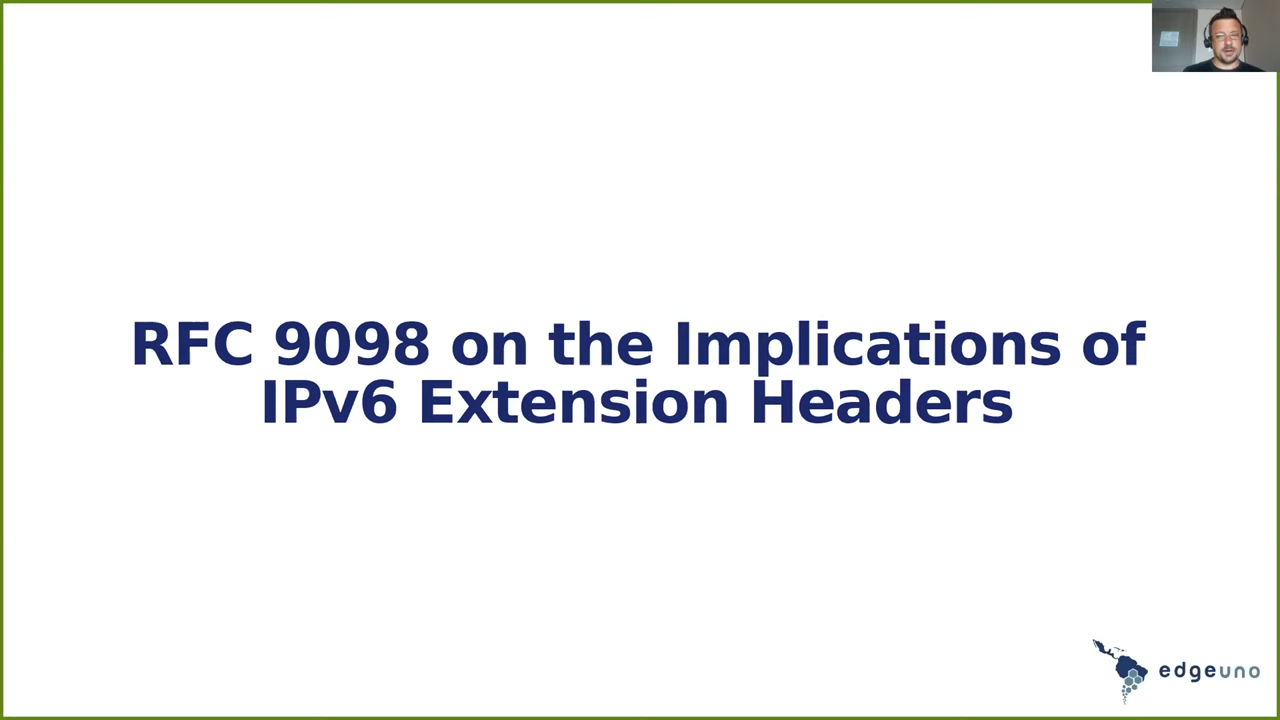 RFC 9098 on the Implications of
IPv6 Extension Headers
edgeuno